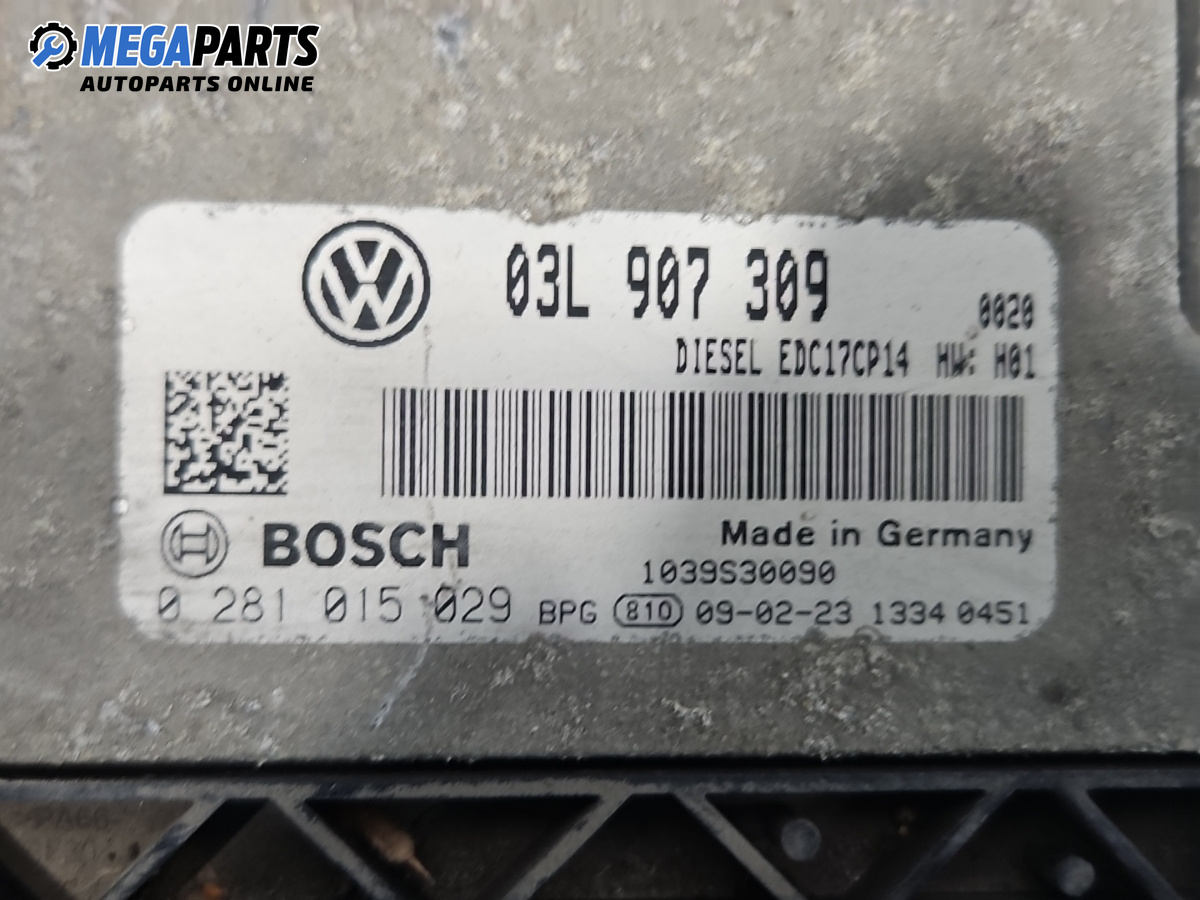 MEGAPARTS
AUTOPARTS ONLINE
03L 907 309
0020
DIESEL EDC17CP14 HW: H01
BOSCH
Made in Germany
1039S30090
0 281 015 029 BPG 810 09-02-23 1334 0451
PA66